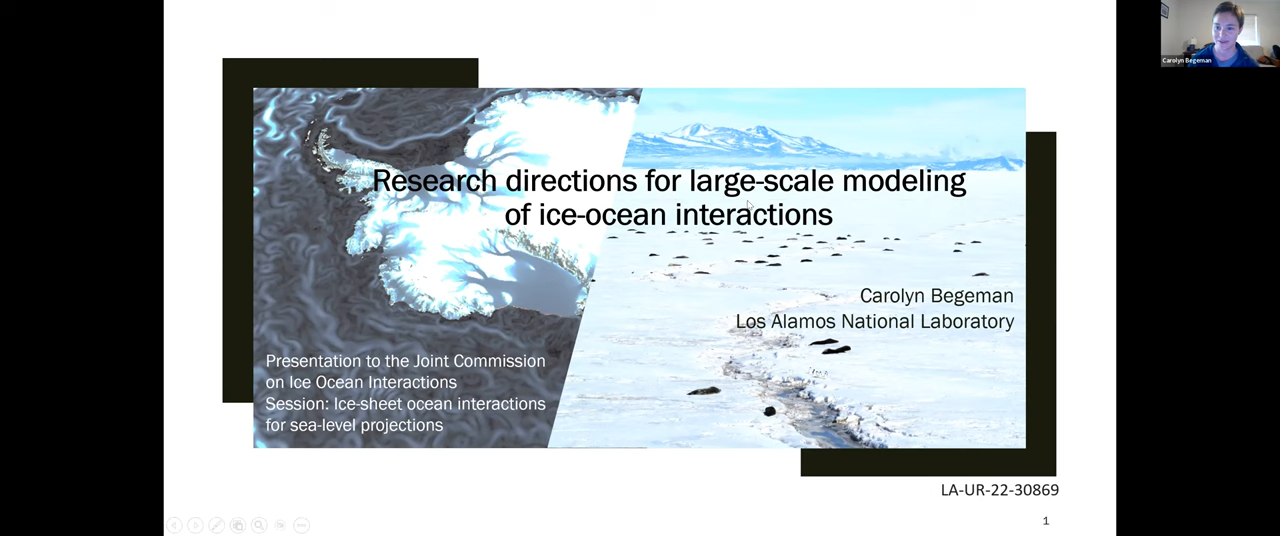 Research directions for large-scale modeling
of ice-ocean interactions
Carolyn Begeman
Los Alamos National Laboratory
Presentation to the Joint Commission
on Ice Ocean Interactions
Session: Ice-sheet ocean interactions
for sea-level projections
LA-UR-22-30869
1
Carolyn Begeman